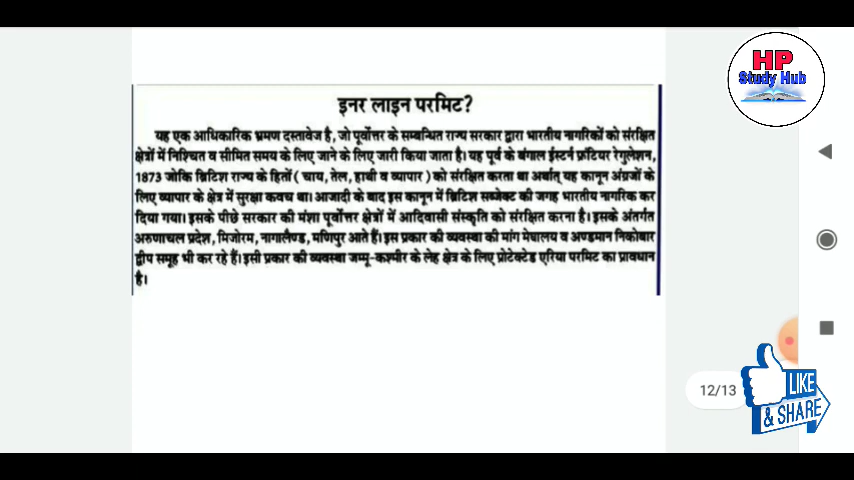 HP
Study Hub
इनर लाइन परमिट?
यह एक आधिकारिक भ्रमण दस्तावेज है, जो पूर्वोत्तर के सम्बन्धित राज्य सरकार द्वारा भारतीय नागरिकों को संरक्षित
क्षेत्रों में निश्चित व सीमित समय के लिए जाने के लिए जारी किया जाता है। यह पूर्व के बंगाल ईस्टर्न फ्रंटियर रेगुलेशन,
1873 जोकि ब्रिटिश राज्य के हितों ( चाय, तेल, हाथी व व्यापार ) को संरक्षित करता था अर्थात् यह कानून अंग्रजों के
लिए व्यापार के क्षेत्र में सुरक्षा कवच था। आजादी के बाद इस कानून में ब्रिटिश सब्जेक्ट की जगह भारतीय नागरिक कर
दिया गया। इसके पीछे सरकार की मंशा पूर्वोत्तर क्षेत्रों में आदिवासी संस्कृति को संरक्षित करना है। इसके अंतर्गत
अरुणाचल प्रदेश, मिजोरम, नागालैण्ड, मणिपुर आते हैं। इस प्रकार की व्यवस्था की मांग मेघालय व अण्डमान निकोबार
द्वीप समूह भी कर रहे हैं। इसी प्रकार की व्यवस्था जम्मू-कश्मीर के लेह क्षेत्र के लिए प्रोटेक्टेड एरिया परमिट का प्रावधान
है।
12/13
LIKE
& SHARE